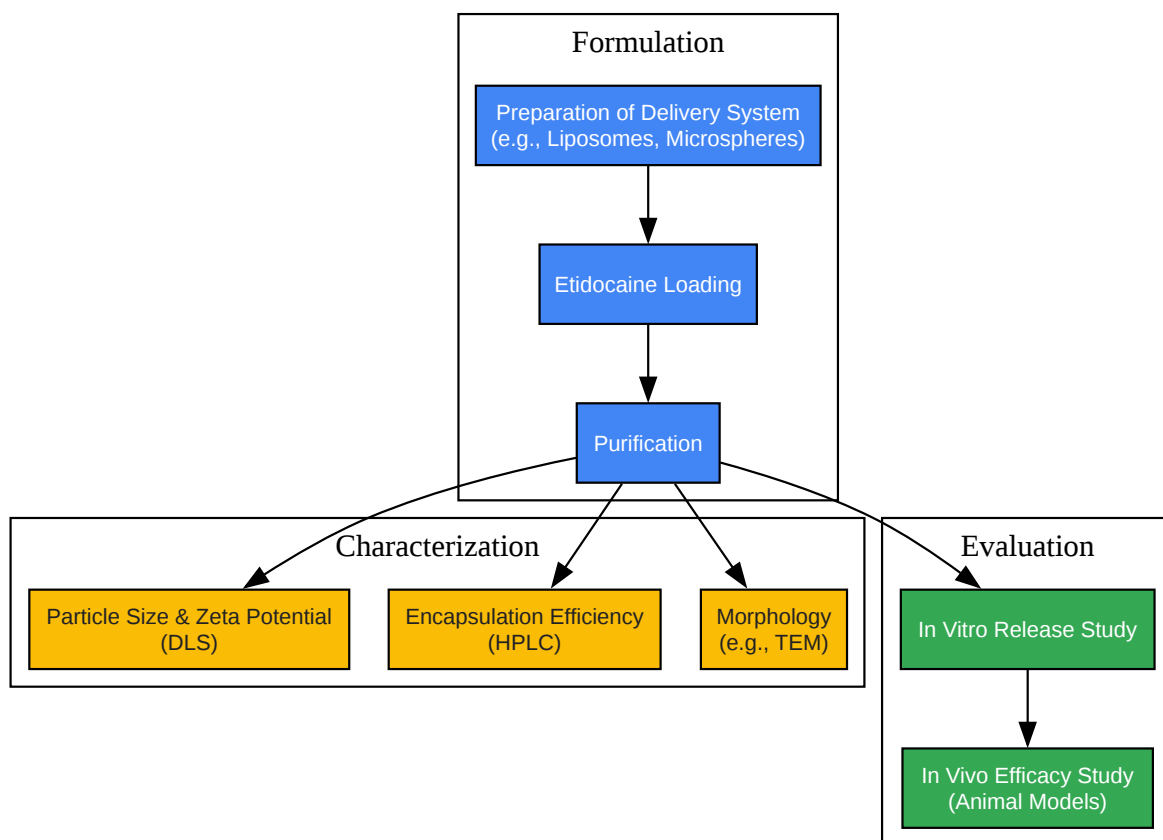 Formulation
Preparation of Delivery System
(e.g., Liposomes, Microspheres)
Etidocaine Loading
Purification
Characterization
Particle Size & Zeta Potential
(DLS)
Encapsulation Efficiency
(HPLC)
Morphology
(e.g., TEM)
Evaluation
In Vitro Release Study
In Vivo Efficacy Study
(Animal Models)